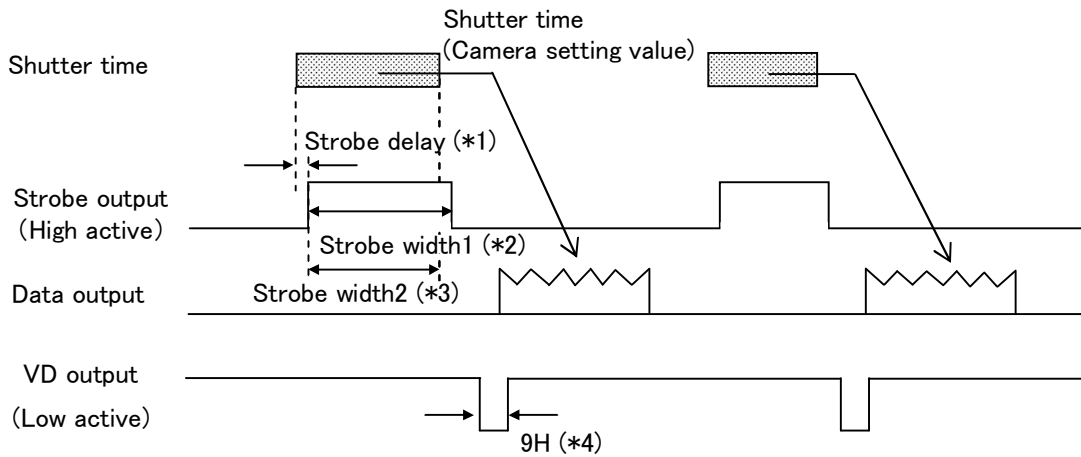 Shutter time
(Camera setting value)
Shutter time
Strobe delay (*1)
Strobe output
(High active)
Strobe width1 (*2)
Strobe width2 (*3)
Data output
VD output
(Low active)
9H (*4)